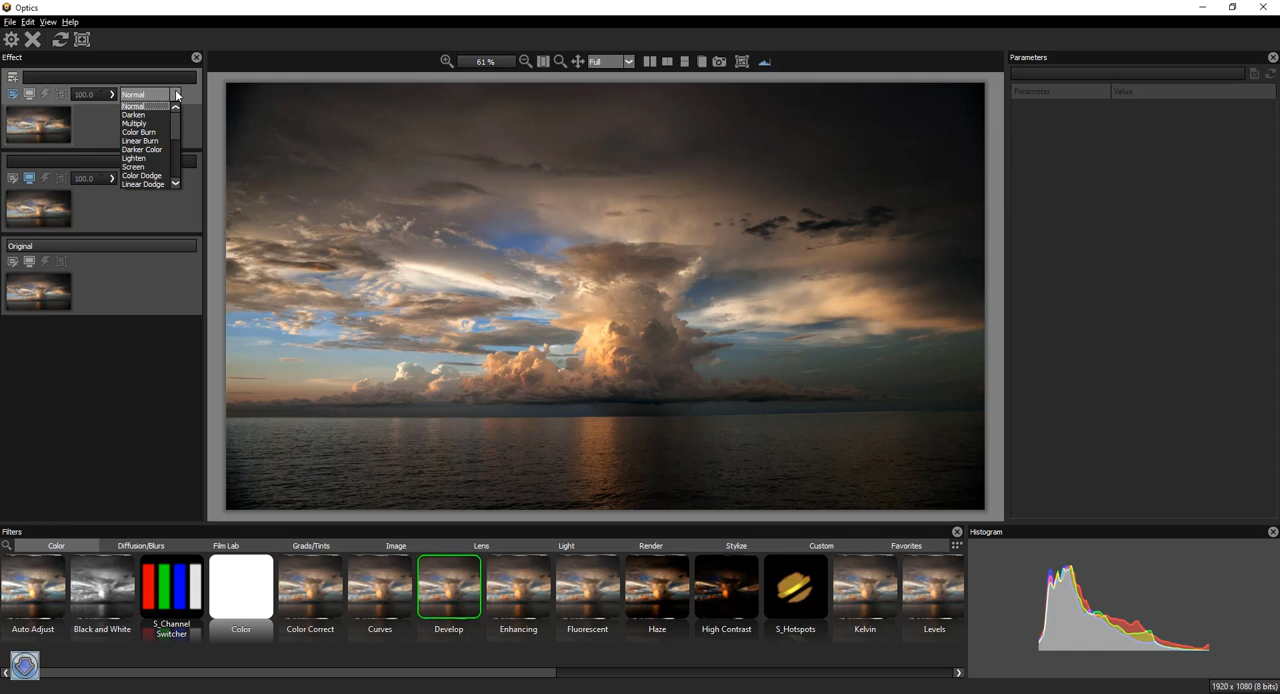 Optics
File Edit View Help
Effect
61 %
Full
Parameters
100.0
Normal
Parameter Value
Normal
Darken
Multiply
Color Burn
Linear Burn
Darker Color
Lighten
Screen
Color Dodge
Linear Dodge
100.0
Original
Filters
Histogram
Color Diffusion/Blurs Film Lab Grads/Tints Image Lens Light Render Stylize Custom Favorites
Auto Adjust
Black and White
S_Channel
Switcher
Color
Color Correct
Curves
Develop
Enhancing
Fluorescent
Haze
High Contrast
S_Hotspots
Kelvin
Levels
1920 x 1080 (8 bits)